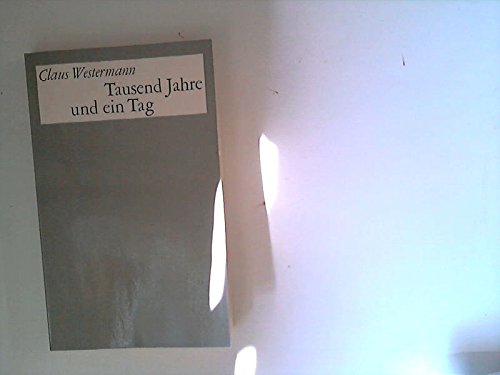 Claus Westermann
Tausend Jahre
und ein Tag